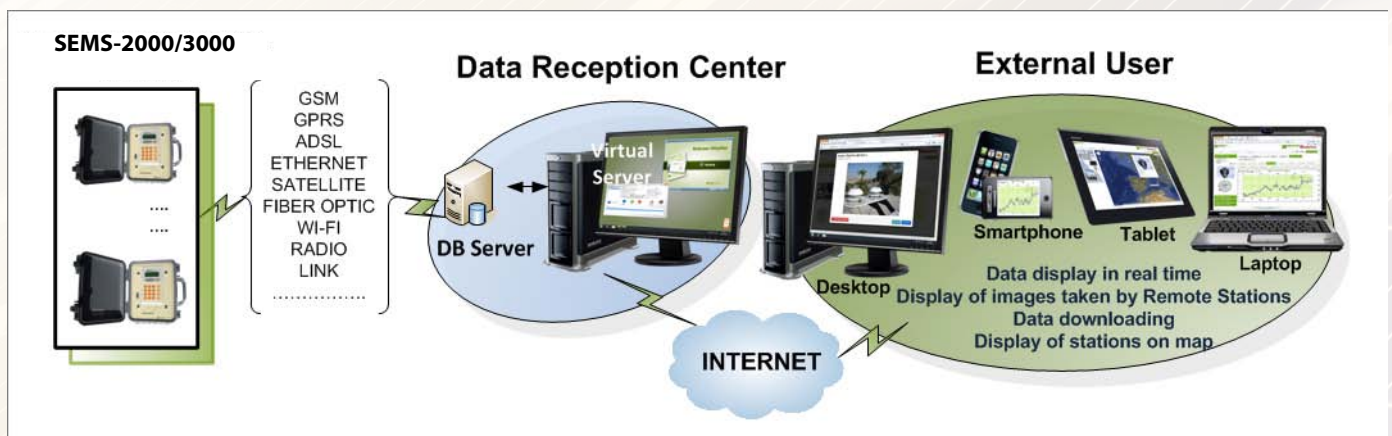 SEMS-2000/3000
GSM
GPRS
ADSL
ETHERNET
SATELLITE
FIBER OPTIC
WI-FI
RADIO
LINK
................
....
....
Data Reception Center
Virtual
Server
DB Server
INTERNET
External User
Desktop
Smartphone
Tablet
Laptop
Data display in real time
Display of images taken by Remote Stations
Data downloading
Display of stations on map